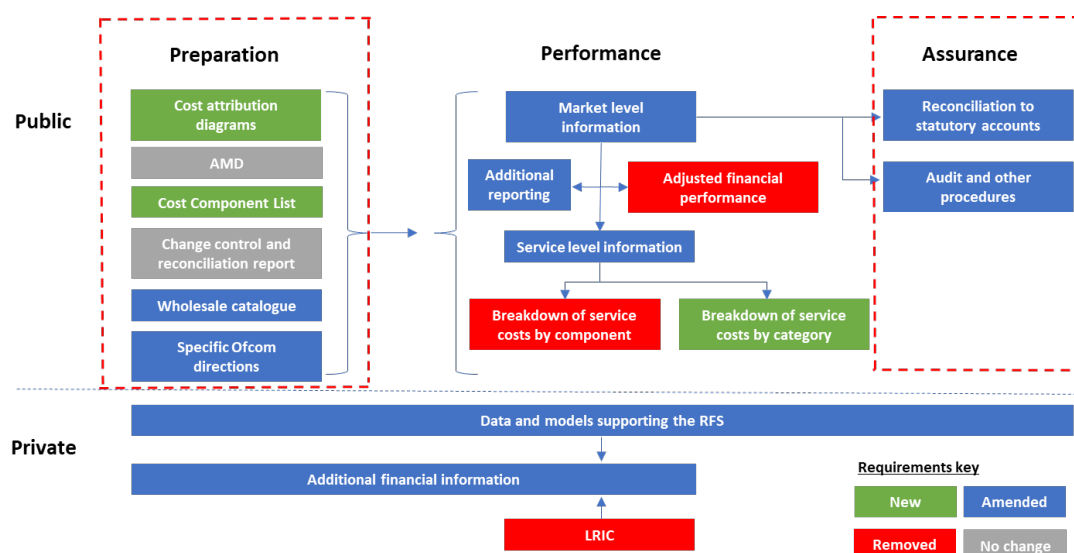 Preparation
Performance
Assurance
Public
Cost attribution
diagrams
AMD
Cost Component List
Change control and
reconciliation report
Wholesale catalogue
Specific Ofcom
directions
Market level
information
Additional
reporting
Adjusted financial
performance
Service level information
Breakdown of service
costs by component
Breakdown of service
costs by category
Reconciliation to
statutory accounts
Audit and other
procedures
Private
Data and models supporting the RFS
Additional financial information
LRIC
Requirements key
New
Amended
Removed
No change